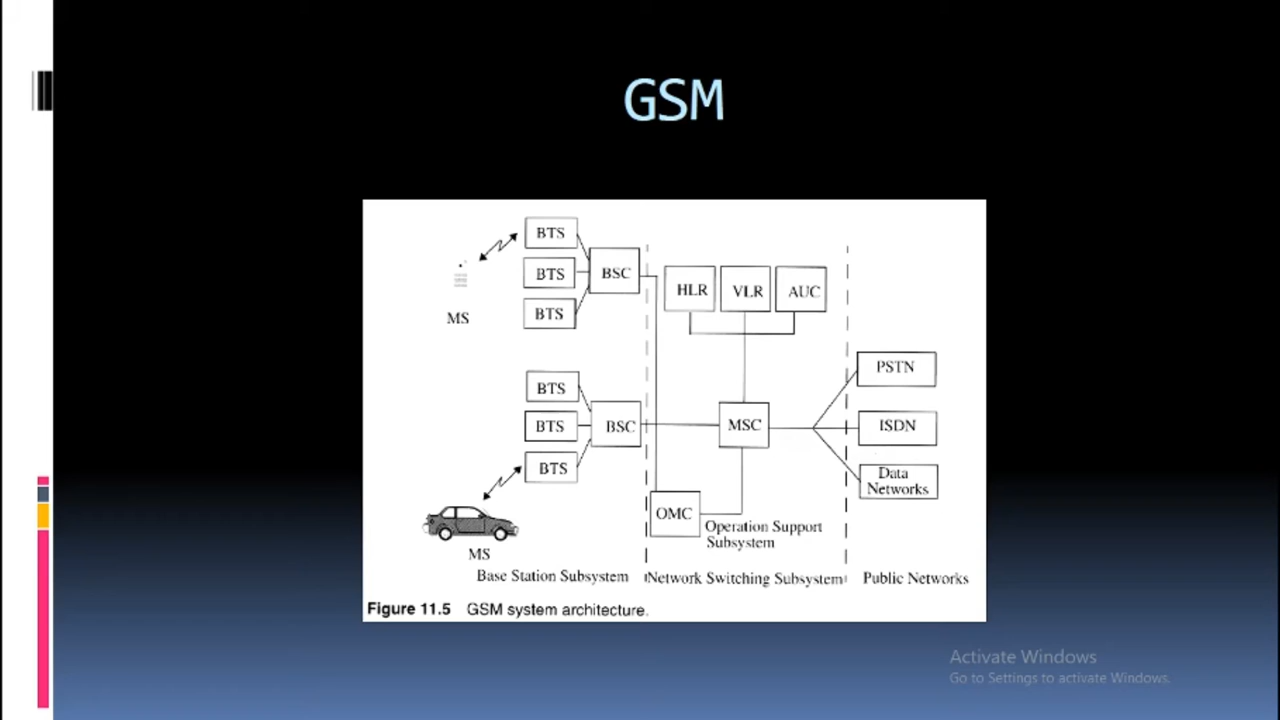 GSM
BTS
BTS
BSC
BTS
MS
HLR
VLR
AUC
BTS
BTS
BSC
BTS
MS
MSC
OMC
Operation Support
Subsystem
PSTN
ISDN
Data
Networks
Base Station Subsystem
Network Switching Subsystem
Public Networks
Figure 11.5 GSM system architecture.
Activate Windows
Go to Settings to activate Windows.